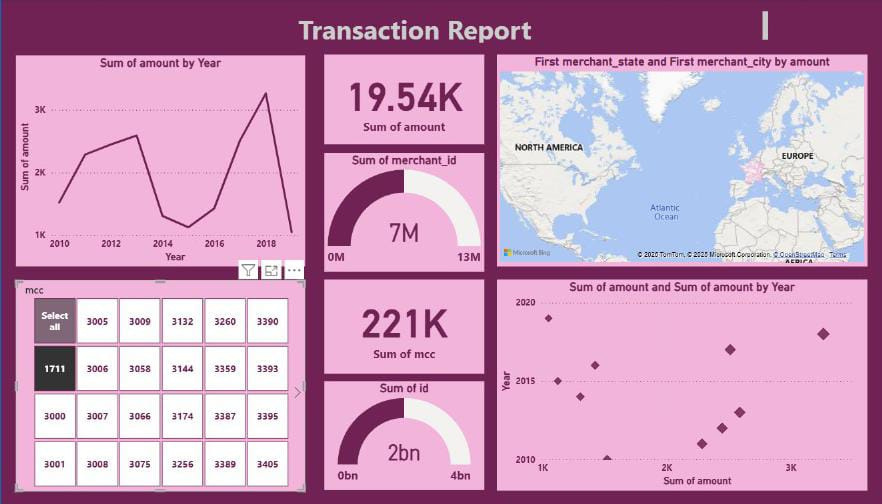 Transaction Report
Sum of amount by Year
Sum of amount
3K
2K
1K
2010 2012 2014 2016 2018
Year
19.54K
Sum of amount
Sum of merchant_id
7M
0M 13M
First merchant_state and First merchant_city by amount
NORTH AMERICA
EUROPE
Atlantic
Ocean
AFRICA
Microsoft Bing
© 2025 TomTom, © 2025 Microsoft Corporation, © OpenStreetMap Terms
mcc
Select all 3005 3009 3132 3260 3390
1711 3006 3058 3144 3359 3393
3000 3007 3066 3174 3387 3395
3001 3008 3075 3256 3389 3405
221K
Sum of mcc
Sum of id
2bn
0bn 4bn
Sum of amount and Sum of amount by Year
Year
2020
2015
2010
1K 2K 3K
Sum of amount